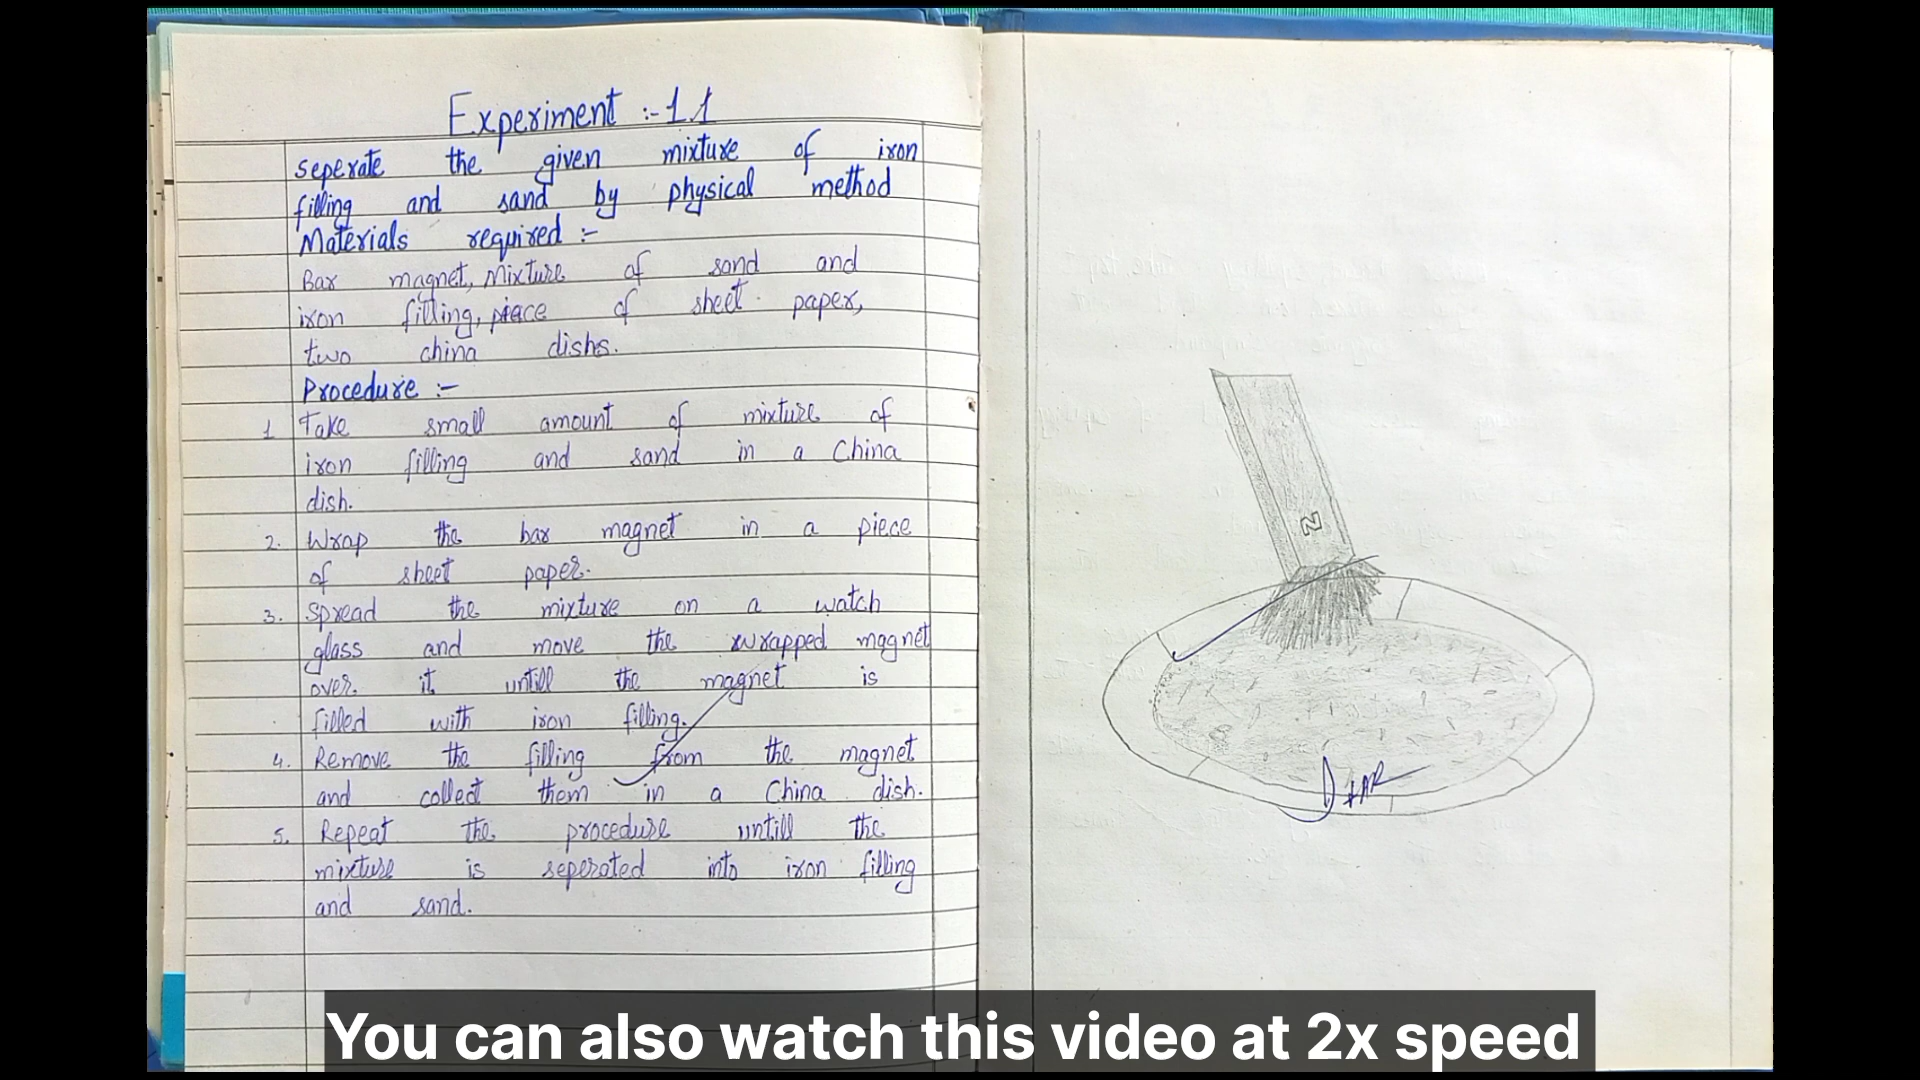 Experiment :- 1.1
seperate the given mixture of iron
filling and sand by physical method
Materials required :-
Bar magnet, Mixture of sand and
iron filling, piece of sheet paper,
two china dishs.
Procedure :-
1 Take small amount of mixture of
iron filling and sand in a China
dish.
2. Wrap the bar magnet in a piece
of sheet paper.
3. Spread the mixture on a watch
glass and move the wrapped magnet
over it untill the magnet is
filled with iron filling.
4. Remove the filling from the magnet
and collect them in a China dish.
5. Repeat the procedure untill the
mixture is seperated into iron filling
and sand.
N
You can also watch this video at 2x speed